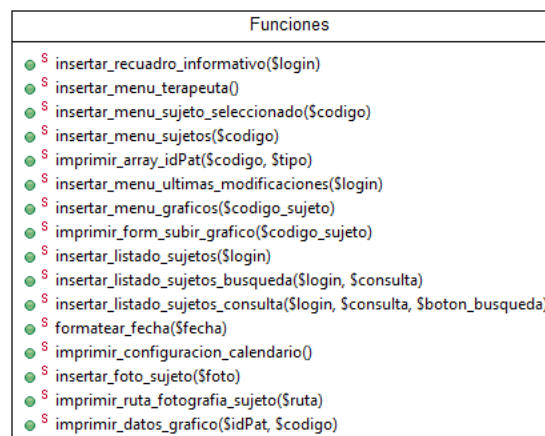 Funciones
S insertar_recuadro_informativo($login)
S insertar_menu_terapeuta()
S insertar_menu_sujeto_seleccionado($codigo)
S insertar_menu_sujetos($codigo)
S imprimir_array_idPat($codigo, $tipo)
S insertar_menu_ultimas_modificaciones($login)
S insertar_menu_graficos($codigo_sujeto)
S imprimir_form_subir_grafico($codigo_sujeto)
S insertar_listado_sujetos($login)
S insertar_listado_sujetos_busqueda($login, $consulta)
S insertar_listado_sujetos_consulta($login, $consulta, $boton_busqueda)
S formatear_fecha($fecha)
S imprimir_configuracion_calendario()
S insertar_foto_sujeto($foto)
S imprimir_ruta_fotografia_sujeto($ruta)
S imprimir_datos_grafico($idPat, $codigo)